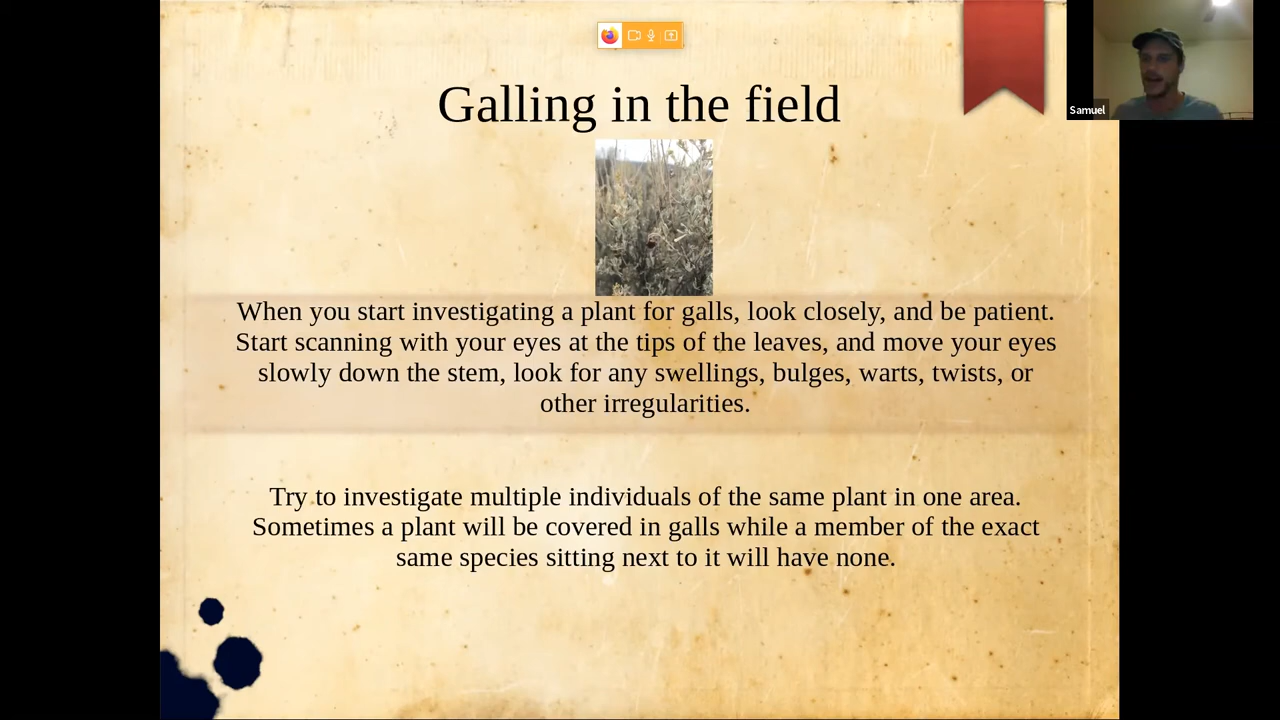 Galling in the field
Samuel
When you start investigating a plant for galls, look closely, and be patient.
Start scanning with your eyes at the tips of the leaves, and move your eyes
slowly down the stem, look for any swellings, bulges, warts, twists, or
other irregularities.
Try to investigate multiple individuals of the same plant in one area.
Sometimes a plant will be covered in galls while a member of the exact
same species sitting next to it will have none.